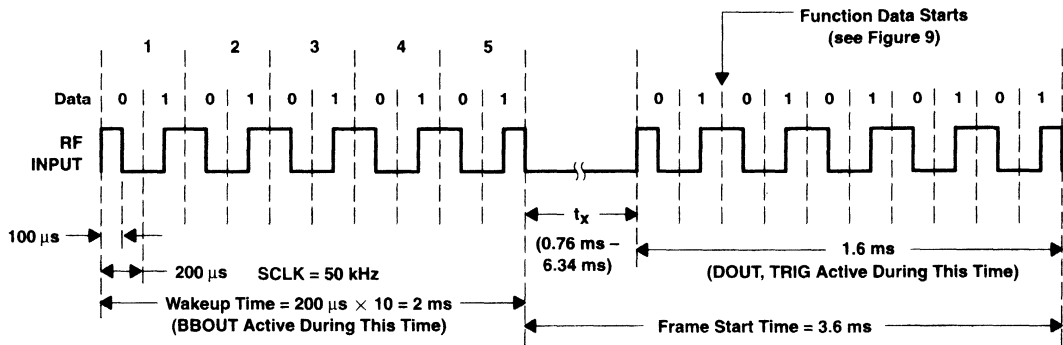 Function Data Starts
(see Figure 9)
1 2 3 4 5
Data 0 1 0 1 0 1 0 1 0 1 0 1 0 1 0 1 0 1 0 1
RF
INPUT
100 μs
200 μs SCLK = 50 kHz
tx
(0.76 ms –
6.34 ms)
1.6 ms
(DOUT, TRIG Active During This Time)
Wakeup Time = 200 μs × 10 = 2 ms
(BBOUT Active During This Time)
Frame Start Time = 3.6 ms